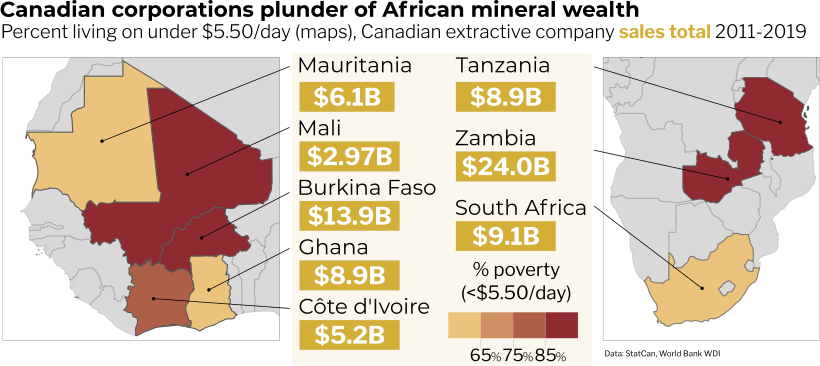 Canadian corporations plunder of African mineral wealth
Percent living on under $5.50/day (maps), Canadian extractive company sales total 2011-2019
Mauritania
$6.1B
Mali
$2.97B
Burkina Faso
$13.9B
Ghana
$8.9B
Côte d'Ivoire
$5.2B
Tanzania
$8.9B
Zambia
$24.0B
South Africa
$9.1B
% poverty
(<$5.50/day)
65% 75% 85%
Data: StatCan, World Bank WDI